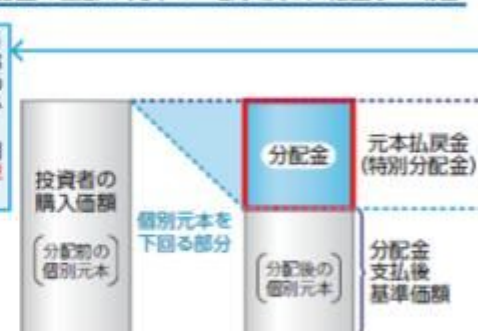 投資者の
購入価額
分配前の
個別元本
個別元本を
下回る部分
分配金
分配後の
個別元本
元本払戻金
(特別分配金)
分配金
支払後
基準価額